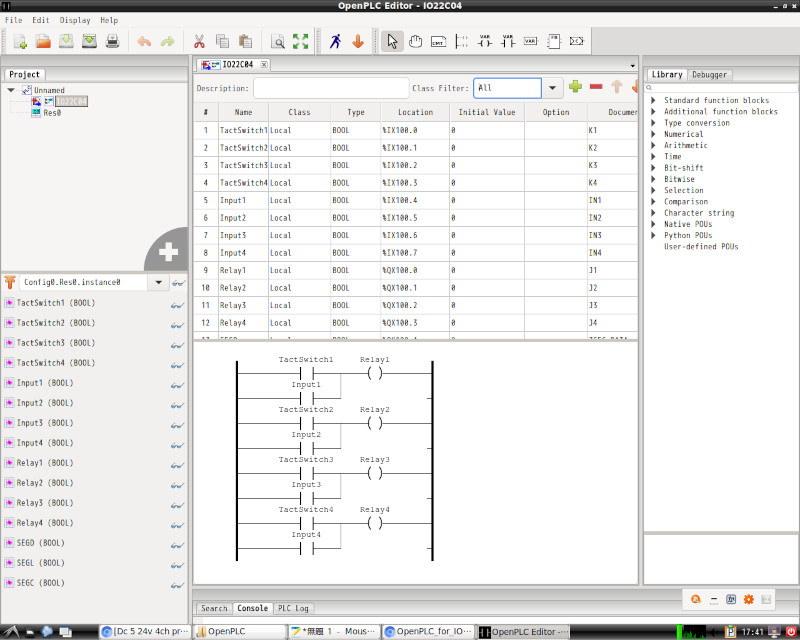 OpenPLC Editor - IO22C04
File Edit Display Help
Project
Unnamed
IO22C04
Res0
Config0.Res0.instance0
TactSwitch1 (BOOL)
TactSwitch2 (BOOL)
TactSwitch3 (BOOL)
TactSwitch4 (BOOL)
Input1 (BOOL)
Input2 (BOOL)
Input3 (BOOL)
Input4 (BOOL)
Relay1 (BOOL)
Relay2 (BOOL)
Relay3 (BOOL)
Relay4 (BOOL)
SEGD (BOOL)
SEGL (BOOL)
SEGC (BOOL)
IO22C04
Description: Class Filter: All
# Name Class Type Location Initial Value Option Documen
1 TactSwitch1 Local BOOL %IX100.0 0 K1
2 TactSwitch2 Local BOOL %IX100.1 0 K2
3 TactSwitch3 Local BOOL %IX100.2 0 K3
4 TactSwitch4 Local BOOL %IX100.3 0 K4
5 Input1 Local BOOL %IX100.4 0 IN1
6 Input2 Local BOOL %IX100.5 0 IN2
7 Input3 Local BOOL %IX100.6 0 IN3
8 Input4 Local BOOL %IX100.7 0 IN4
9 Relay1 Local BOOL %QX100.0 0 J1
10 Relay2 Local BOOL %QX100.1 0 J2
11 Relay3 Local BOOL %QX100.2 0 J3
12 Relay4 Local BOOL %QX100.3 0 J4
TactSwitch1 Relay1
Input1
TactSwitch2 Relay2
Input2
TactSwitch3 Relay3
Input3
TactSwitch4 Relay4
Input4
Search Console PLC Log
Library Debugger
Standard function blocks
Additional function blocks
Type conversion
Numerical
Arithmetic
Time
Bit-shift
Bitwise
Selection
Comparison
Character string
Native POUs
Python POUs
User-defined POUs
[Dc 5 24v 4ch pr... OpenPLC *無題 1 - Mous... OpenPLC_for_IO... OpenPLC Editor -... 17:41